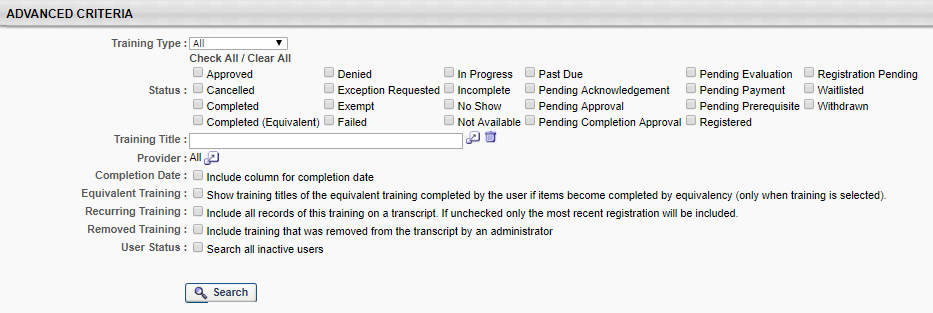 ADVANCED CRITERIA
Training Type : All
Check All / Clear All
Approved Denied In Progress Past Due Pending Evaluation Registration Pending
Status : Cancelled Exception Requested Incomplete Pending Acknowledgement Pending Payment Waitlisted
Completed Exempt No Show Pending Approval Pending Prerequisite Withdrawn
Completed (Equivalent) Failed Not Available Pending Completion Approval Registered
Training Title :
Provider : All
Completion Date : Include column for completion date
Equivalent Training : Show training titles of the equivalent training completed by the user if items become completed by equivalency (only when training is selected).
Recurring Training : Include all records of this training on a transcript. If unchecked only the most recent registration will be included.
Removed Training : Include training that was removed from the transcript by an administrator
User Status : Search all inactive users
Search